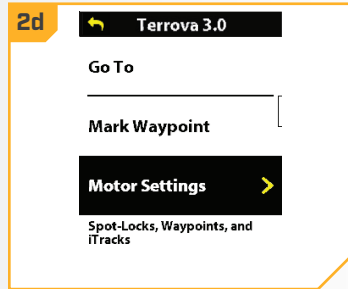 2d
Terrova 3.0
Go To
Mark Waypoint
Motor Settings
Spot-Locks, Waypoints, and
iTracks